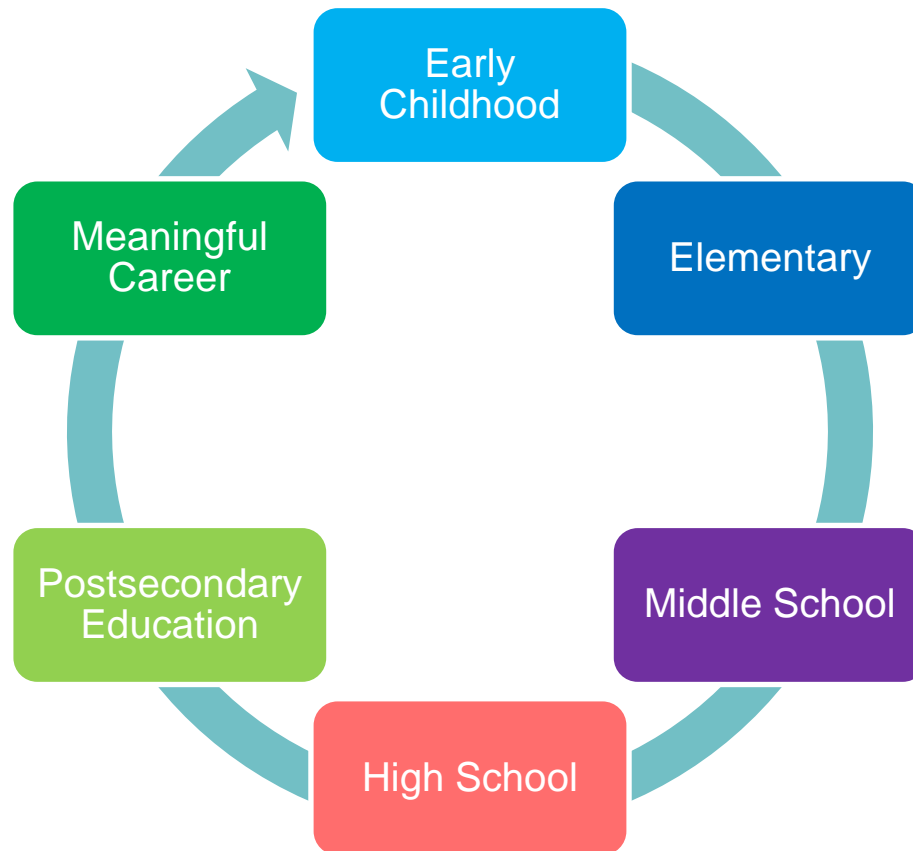 Early
Childhood
Elementary
Middle School
High School
Postsecondary
Education
Meaningful
Career